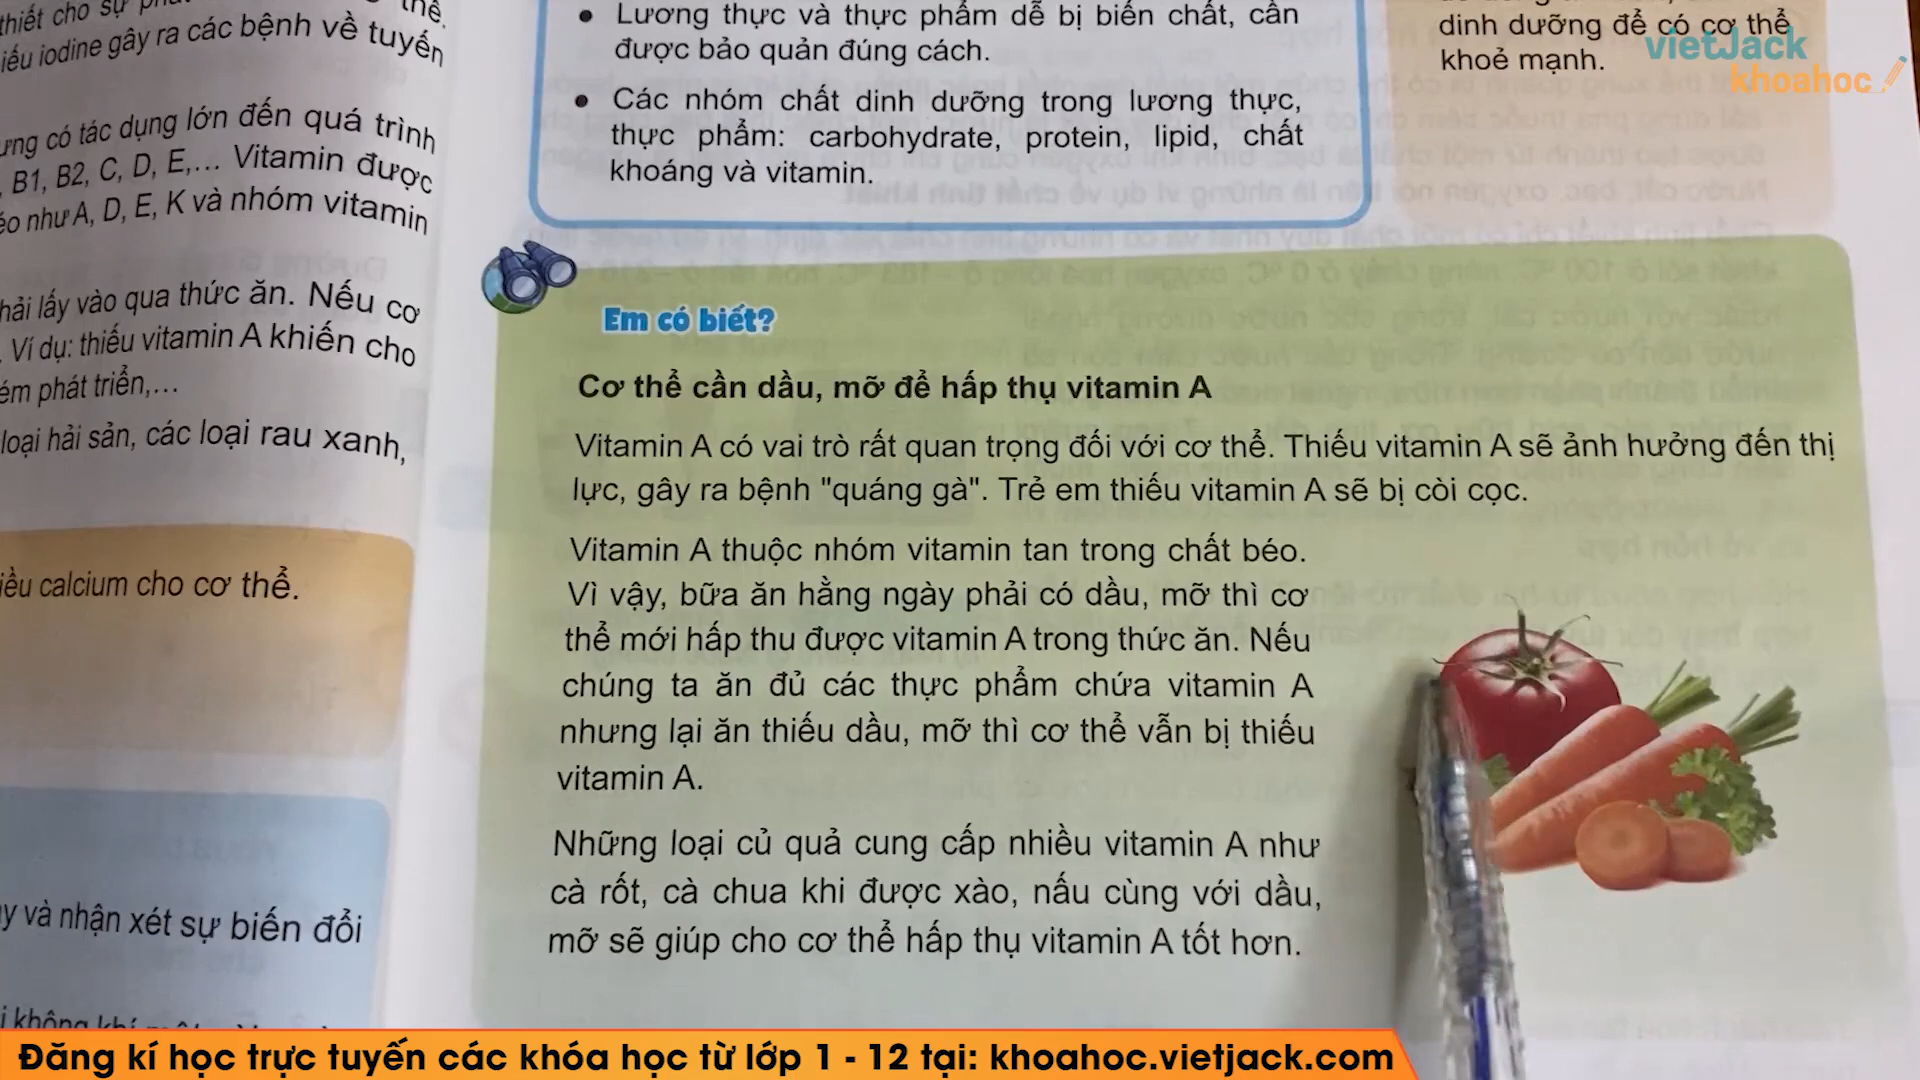 thiết cho sự
thể.
iếu iodine gây ra các bệnh về tuyến
ưng có tác dụng lớn đến quá trình
, B1, B2, C, D, E,... Vitamin được
éo như A, D, E, K và nhóm vitamin
hải lấy vào qua thức ăn. Nếu cơ
. Ví dụ: thiếu vitamin A khiến cho
ém phát triển,...
loại hải sản, các loại rau xanh,
iều calcium cho cơ thể.
y và nhận xét sự biến đổi
• Lương thực và thực phẩm dễ bị biến chất, cần
được bảo quản đúng cách.
• Các nhóm chất dinh dưỡng trong lương thực,
thực phẩm: carbohydrate, protein, lipid, chất
khoáng và vitamin.
dinh dưỡng để có cơ thể
khoẻ mạnh.
vietJack
khoahoc
Em có biết?
Cơ thể cần dầu, mỡ để hấp thụ vitamin A
Vitamin A có vai trò rất quan trọng đối với cơ thể. Thiếu vitamin A sẽ ảnh hưởng đến thị
lực, gây ra bệnh "quáng gà". Trẻ em thiếu vitamin A sẽ bị còi cọc.
Vitamin A thuộc nhóm vitamin tan trong chất béo.
Vì vậy, bữa ăn hằng ngày phải có dầu, mỡ thì cơ
thể mới hấp thu được vitamin A trong thức ăn. Nếu
chúng ta ăn đủ các thực phẩm chứa vitamin A
nhưng lại ăn thiếu dầu, mỡ thì cơ thể vẫn bị thiếu
vitamin A.
Những loại củ quả cung cấp nhiều vitamin A như
cà rốt, cà chua khi được xào, nấu cùng với dầu,
mỡ sẽ giúp cho cơ thể hấp thụ vitamin A tốt hơn.
Đăng kí học trực tuyến các khóa học từ lớp 1 - 12 tại: khoahoc.vietjack.com